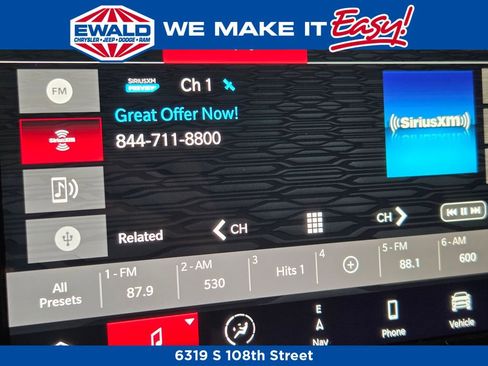 EWALD
CHRYSLER • JEEP • DODGE • RAM
WE MAKE IT Easy!
FM
SIRIUSXM
PREVIEW
Ch 1
Great Offer Now!
844-711-8800
SiriusXM
((SiriusXM))
Related
CH
CH
All
Presets
1 - FM
87.9
2 - AM
530
3
Hits 1
4
5 - FM
88.1
6 - AM
600
E
Nav
Phone
Vehicle
6319 S 108th Street